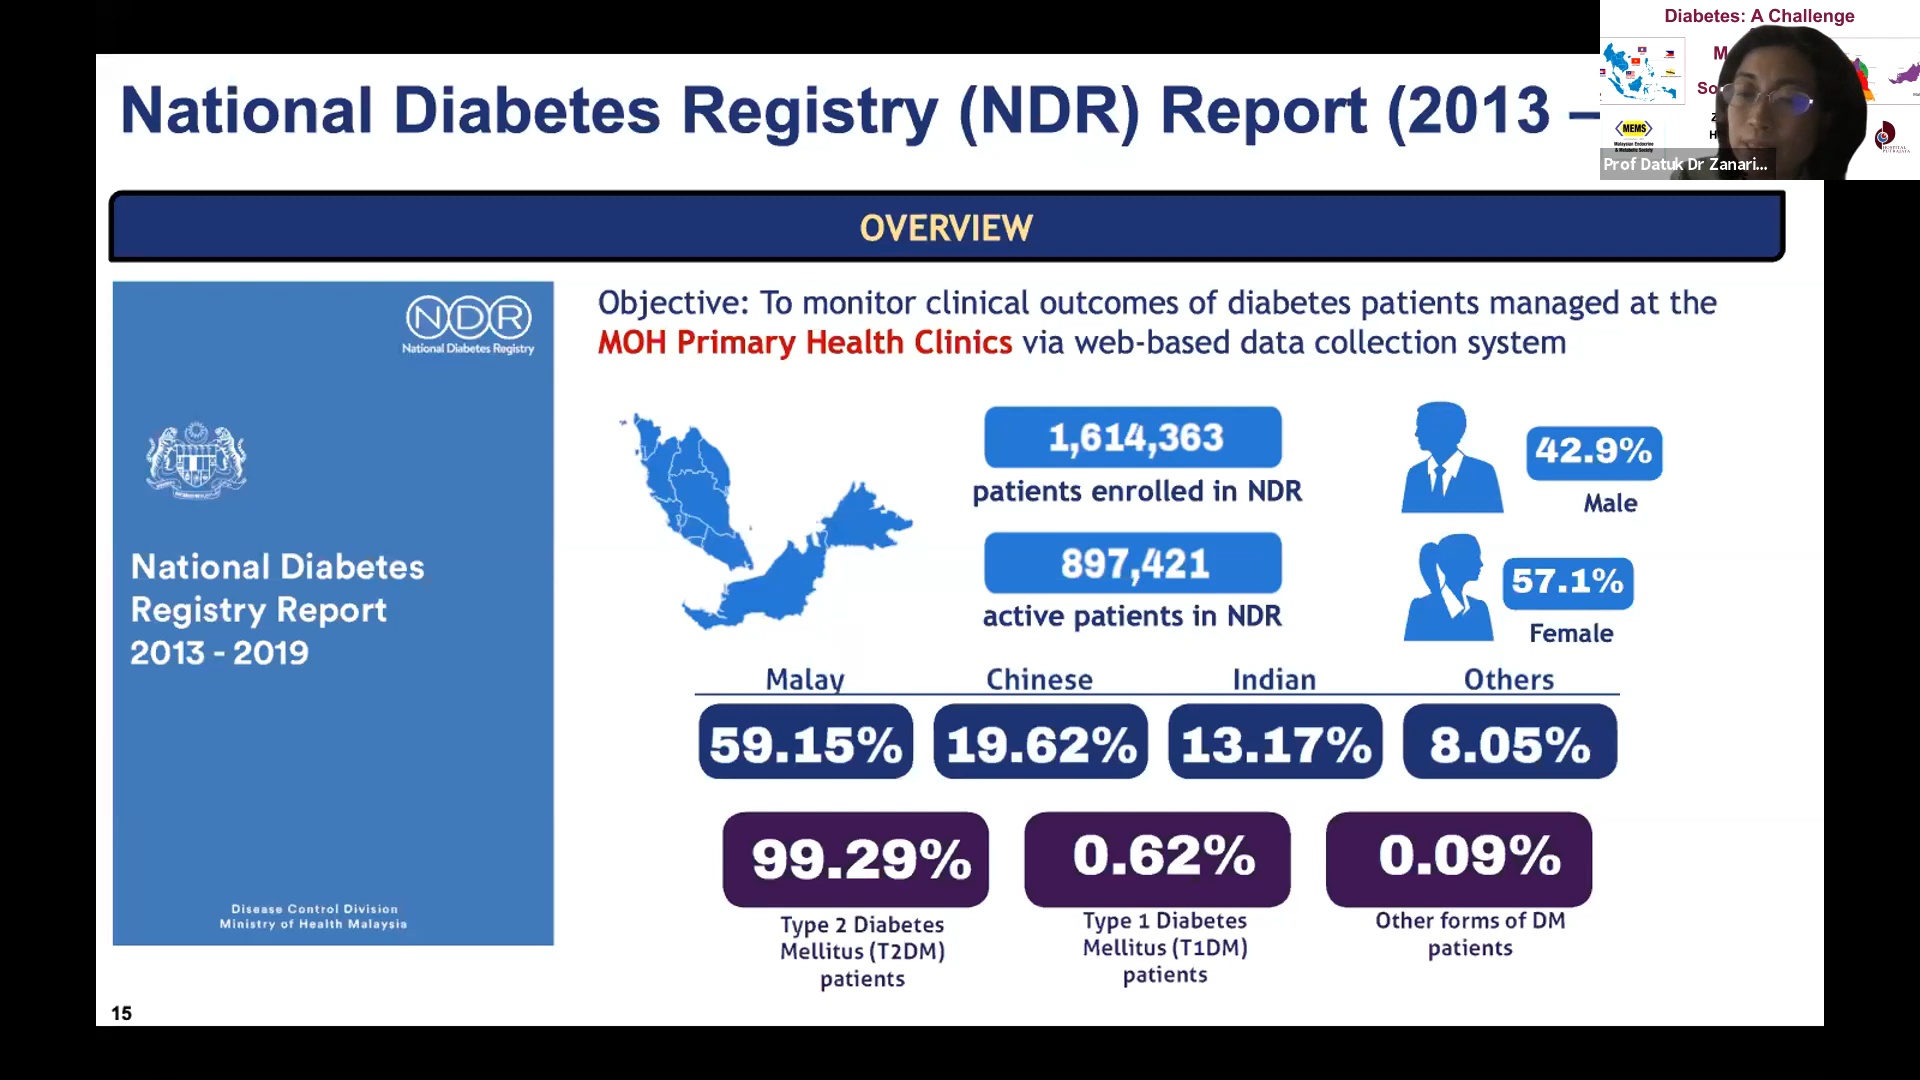 National Diabetes Registry (NDR) Report (2013 –
Diabetes: A Challenge
MEMS
Malaysian Endocrine
& Metabolic Society
Prof Datuk Dr Zanari...
OVERVIEW
NDR
National Diabetes Registry
National Diabetes
Registry Report
2013 - 2019
Disease Control Division
Ministry of Health Malaysia
Objective: To monitor clinical outcomes of diabetes patients managed at the
MOH Primary Health Clinics via web-based data collection system
1,614,363
patients enrolled in NDR
897,421
active patients in NDR
42.9%
Male
57.1%
Female
Malay Chinese Indian Others
59.15% 19.62% 13.17% 8.05%
99.29% 0.62% 0.09%
Type 2 Diabetes
Mellitus (T2DM)
patients
Type 1 Diabetes
Mellitus (T1DM)
patients
Other forms of DM
patients
15